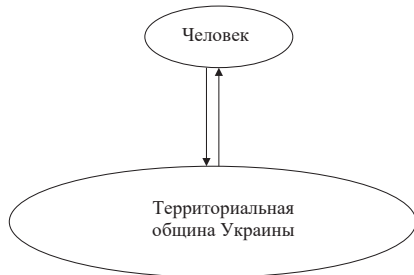 Человек
Территориальная
община Украины